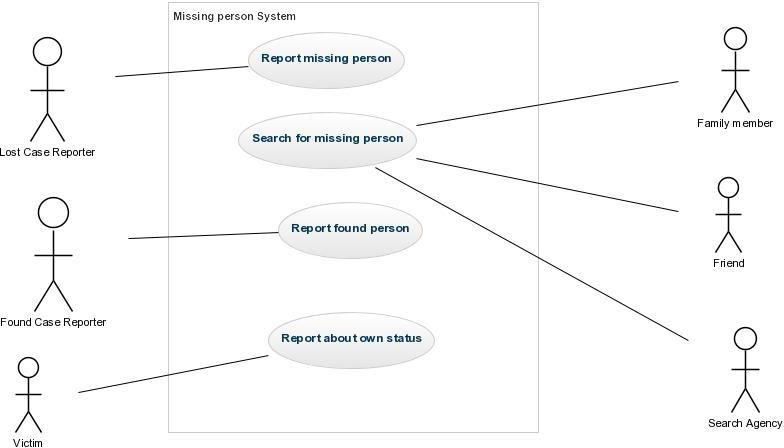 Missing person System
Report missing person
Lost Case Reporter
Family member
Search for missing person
Report found person
Friend
Found Case Reporter
Report about own status
Search Agency
Victim